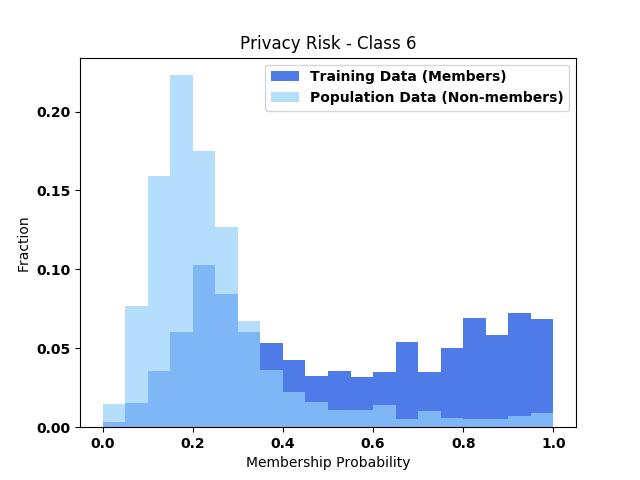 Privacy Risk - Class 6
Training Data (Members)
Population Data (Non-members)
Fraction
0.20
0.15
0.10
0.05
0.00
0.0 0.2 0.4 0.6 0.8 1.0
Membership Probability